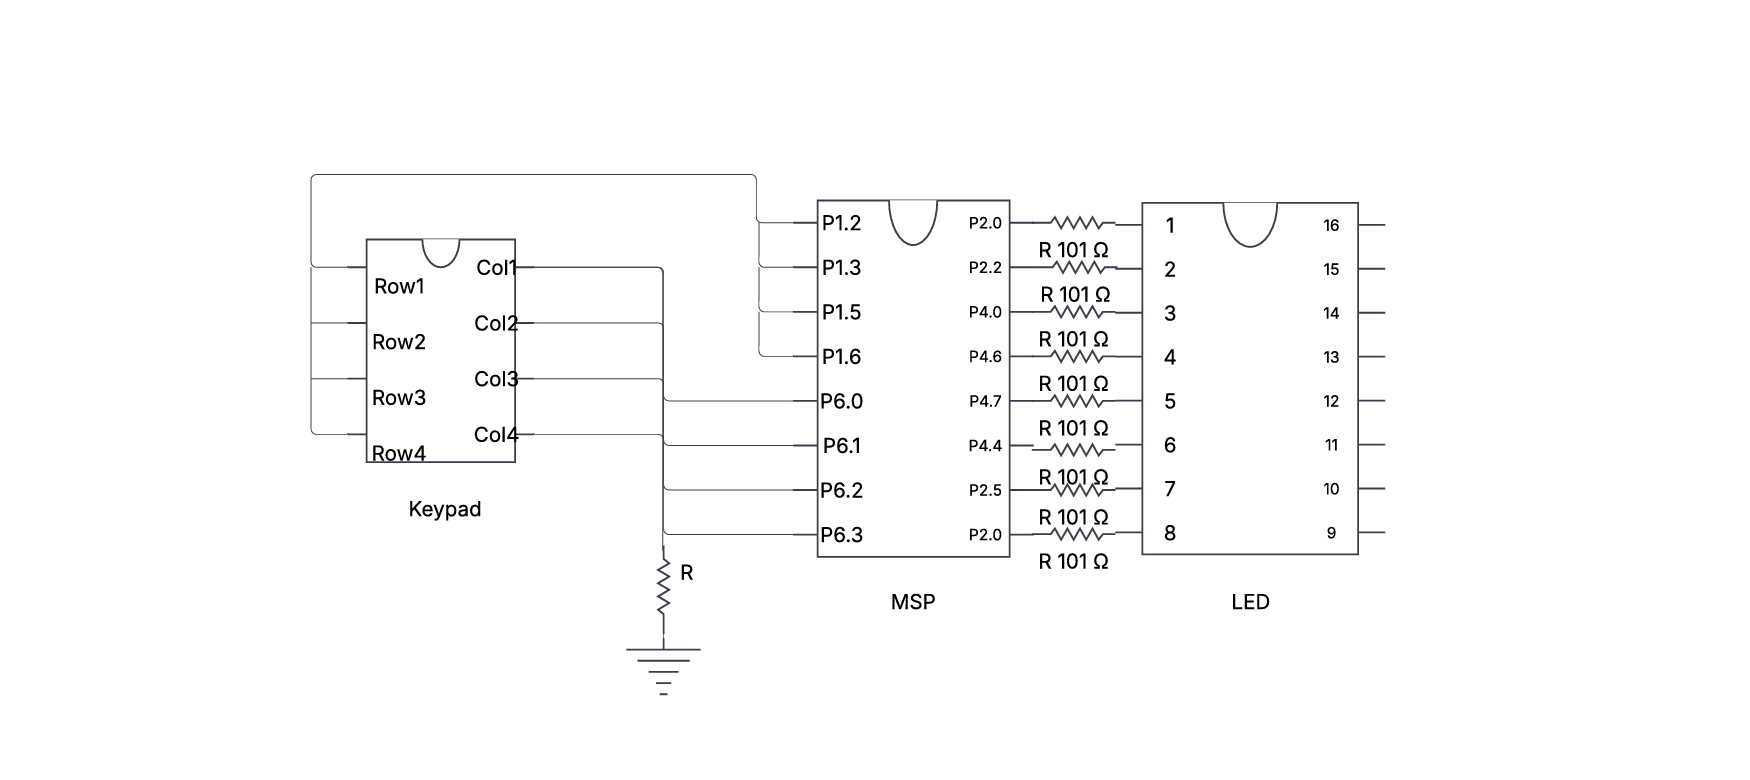 Row1
Row2
Row3
Row4
Col1
Col2
Col3
Col4
Keypad
R
P1.2
P1.3
P1.5
P1.6
P6.0
P6.1
P6.2
P6.3
P2.0
P2.2
P4.0
P4.6
P4.7
P4.4
P2.5
P2.0
MSP
R 101 Ω
R 101 Ω
R 101 Ω
R 101 Ω
R 101 Ω
R 101 Ω
R 101 Ω
R 101 Ω
1
2
3
4
5
6
7
8
16
15
14
13
12
11
10
9
LED